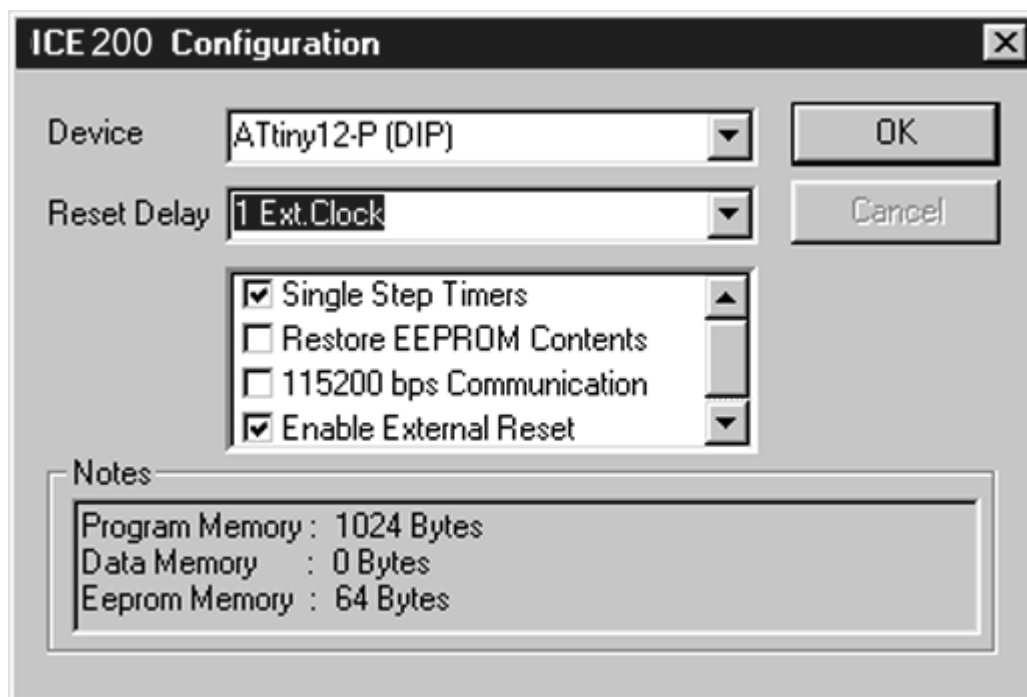 ICE 200 Configuration
Device
ATtiny12-P (DIP)
OK
Reset Delay
1 Ext.Clock
Cancel
Single Step Timers
Restore EEPROM Contents
115200 bps Communication
Enable External Reset
Notes
Program Memory : 1024 Bytes
Data Memory : 0 Bytes
Eeprom Memory : 64 Bytes